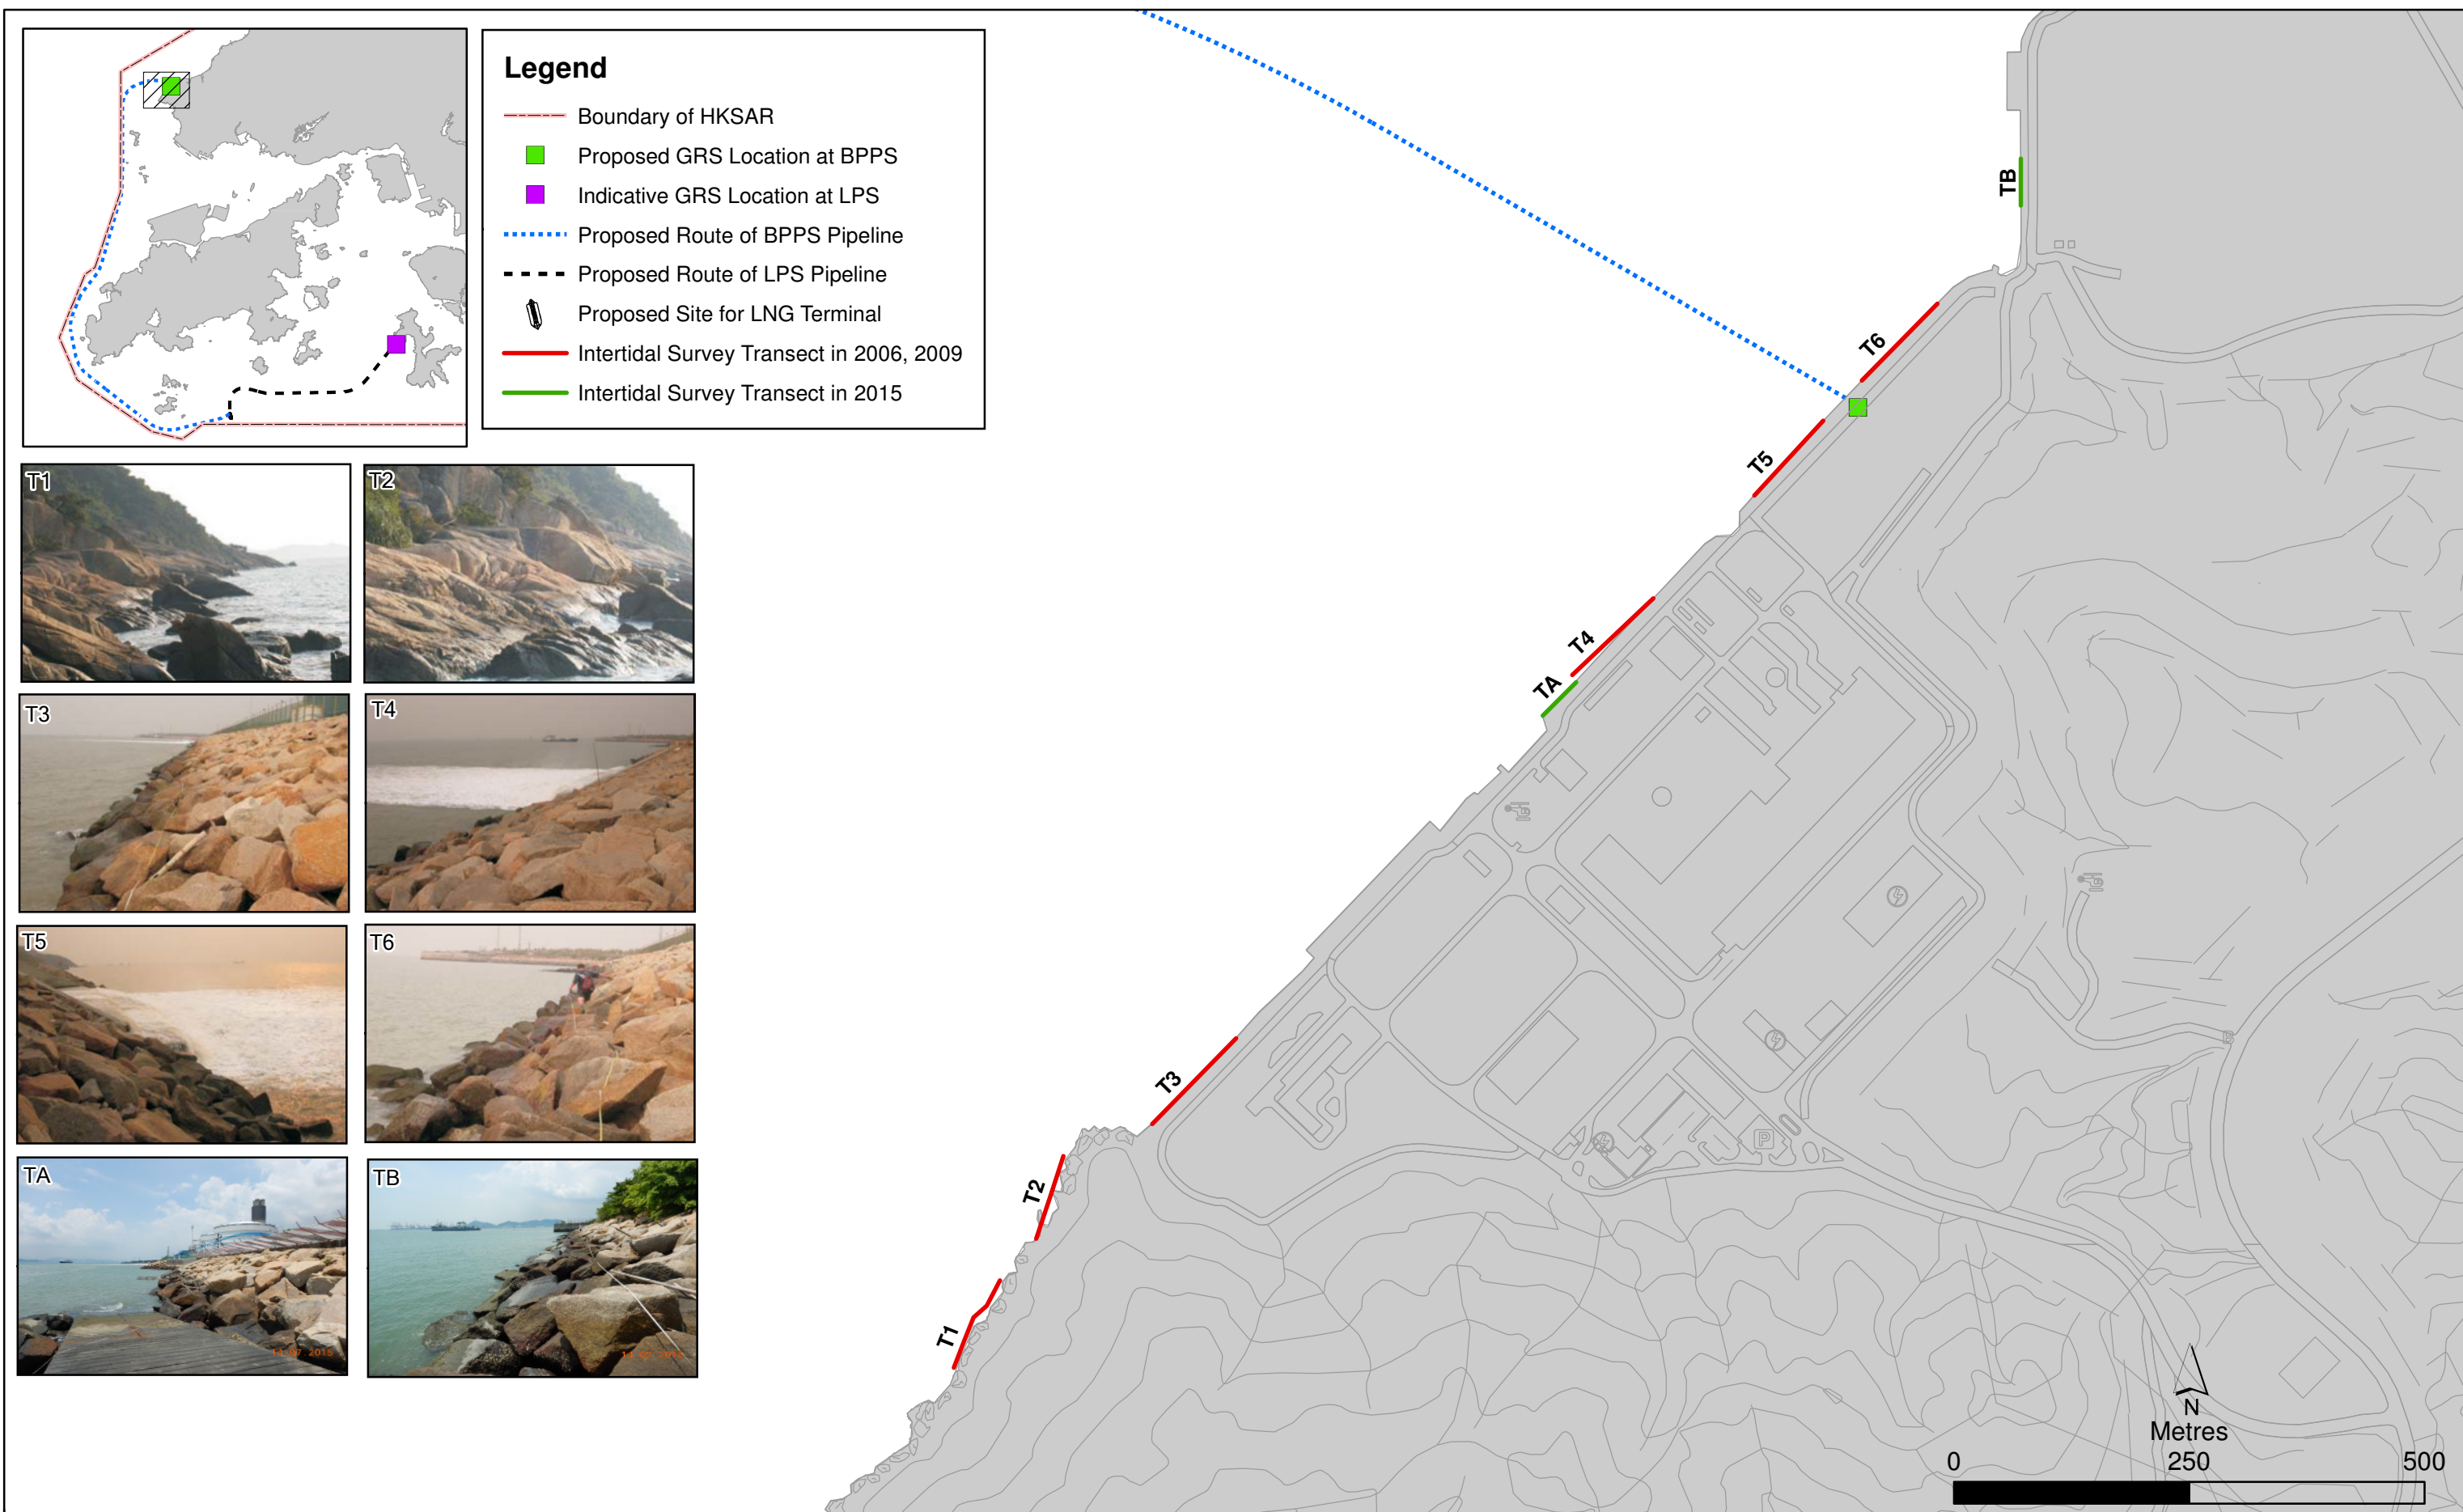 Legend
Boundary of HKSAR
Proposed GRS Location at BPPS
Indicative GRS Location at LPS
Proposed Route of BPPS Pipeline
Proposed Route of LPS Pipeline
Proposed Site for LNG Terminal
Intertidal Survey Transect in 2006, 2009
Intertidal Survey Transect in 2015
T1
T2
T3
T4
T5
T6
TA
TB
TB
T6
T5
T4
TA
T3
T2
T1
P
N
Metres
0 250 500